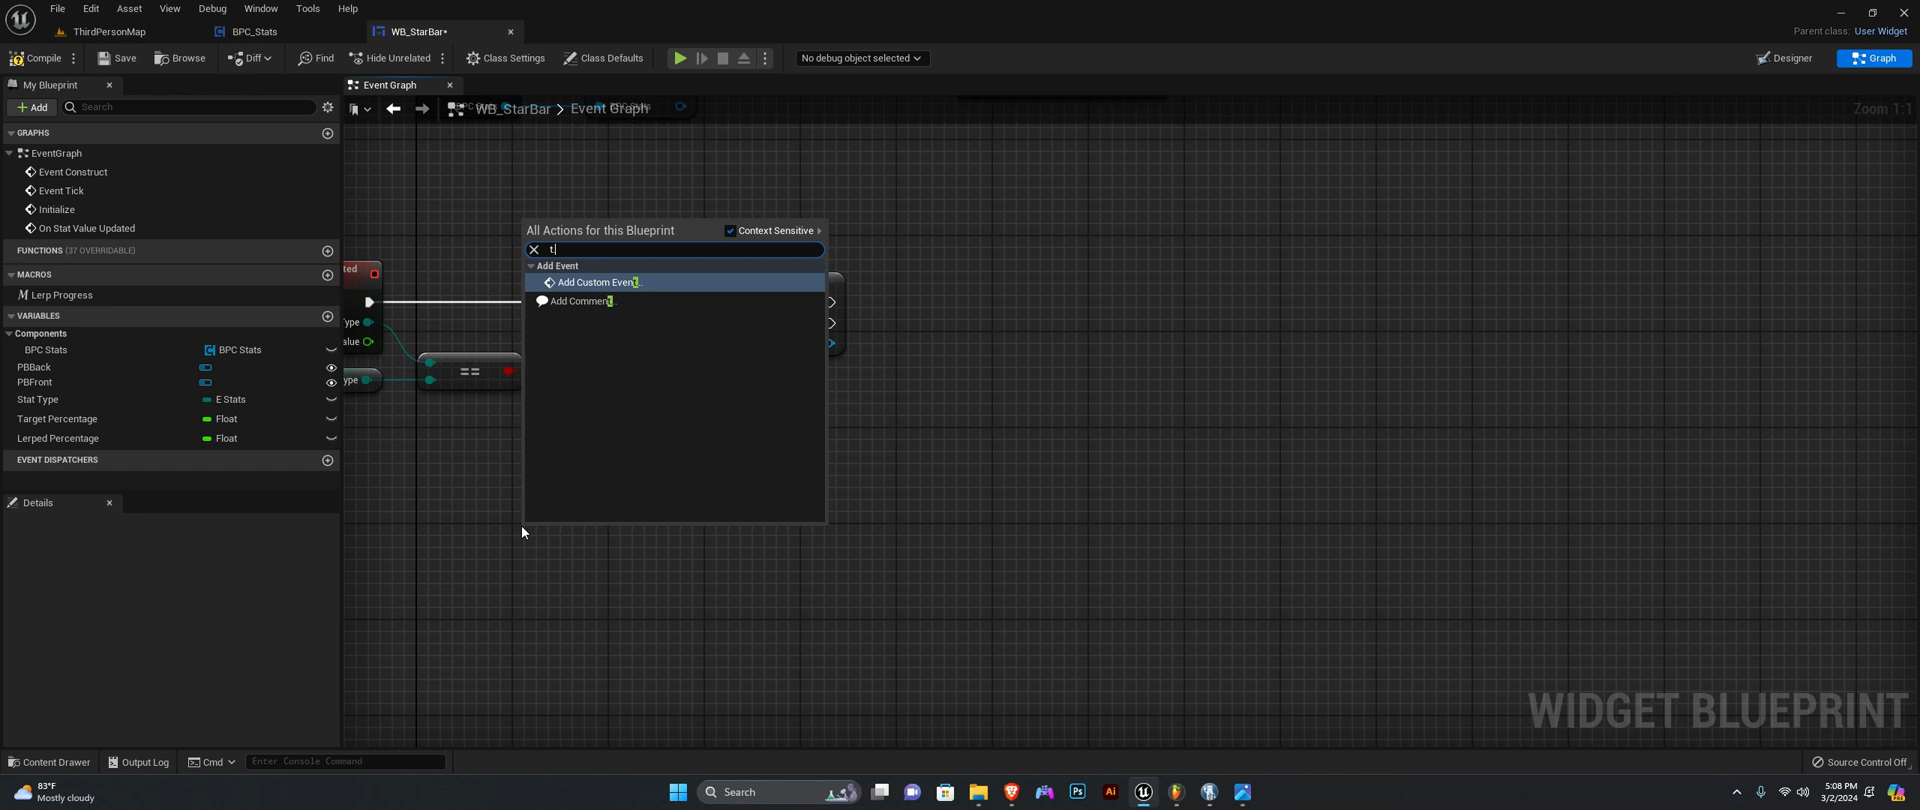 File Edit Asset View Debug Window Tools Help
ThirdPersonMap BPC_Stats WB_StarBar•
Parent class: User Widget
Compile Save Browse Diff Find Hide Unrelated Class Settings Class Defaults No debug object selected Designer Graph
My Blueprint Event Graph
Add Search WB_StarBar > Event Graph Zoom 1:1
GRAPHS
EventGraph
Event Construct
Event Tick
Initialize
On Stat Value Updated
FUNCTIONS (37 OVERRIDABLE)
MACROS
Lerp Progress
VARIABLES
Components
BPC Stats BPC Stats
PBBack
PBFront
Stat Type E Stats
Target Percentage Float
Lerped Percentage Float
EVENT DISPATCHERS
Details
All Actions for this Blueprint Context Sensitive
t
Add Event
Add Custom Event...
Add Comment...
ted
ype
alue
ype
==
WIDGET BLUEPRINT
Content Drawer Output Log Cmd Enter Console Command Source Control Off
83°F
Mostly cloudy
Search
Ps Ai
5:08 PM
3/2/2024